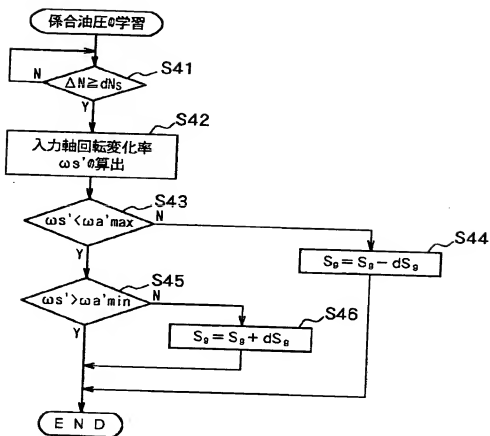 係合油圧の学習
S41
N
ΔN≧dNs
Y
S42
入力軸回転変化率
ωs'の算出
S43
ωs'<ωa'max
N
Y
S44
Sg=Sg-dSg
S45
ωs'>ωa'min
N
Y
S46
Sg=Sg+dSg
END